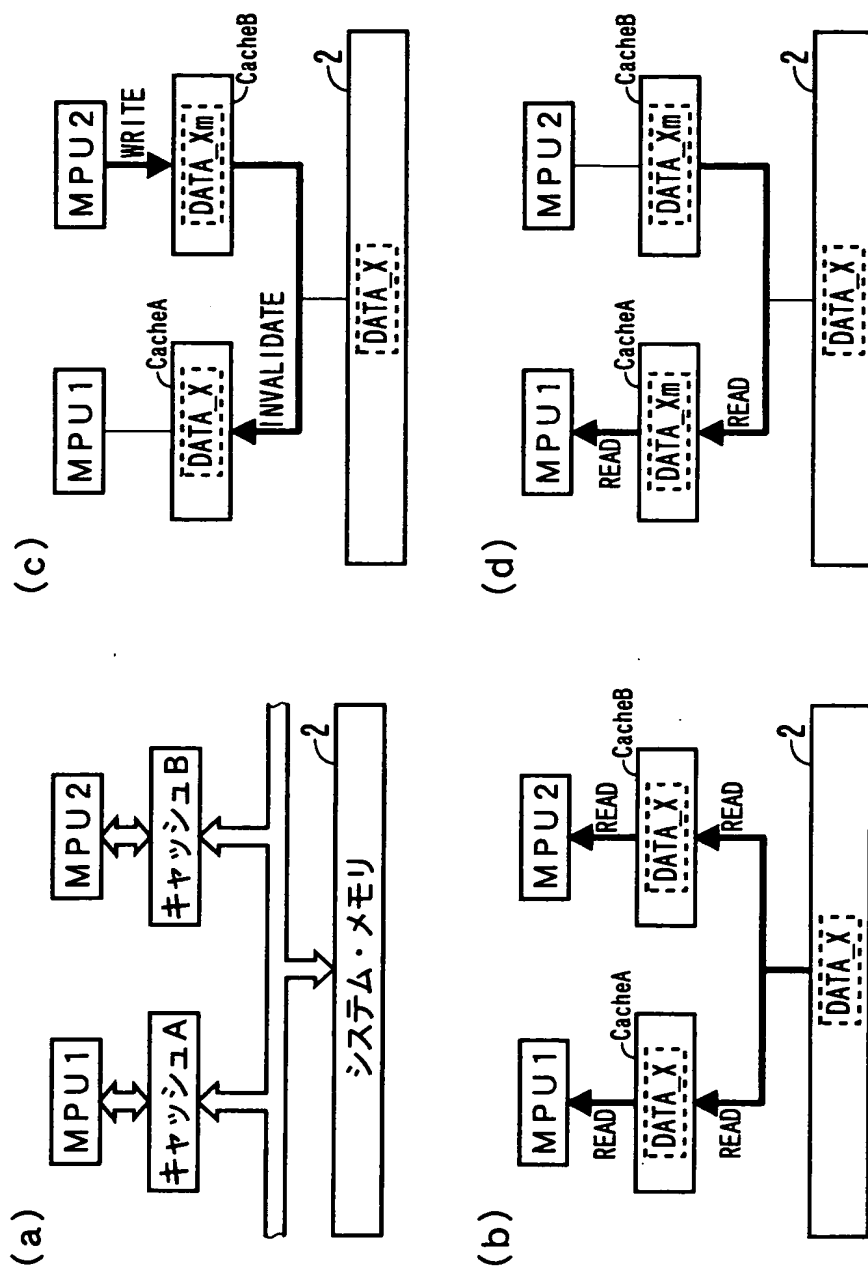 (a)
MPU1
MPU2
キャッシュA
キャッシュB
2
システム・メモリ
(b)
MPU1
MPU2
READ
READ
CacheA
CacheB
DATA_X
DATA_X
READ
READ
2
DATA_X
(c)
MPU1
MPU2
WRITE
CacheA
CacheB
DATA_X
DATA_Xm
INVALIDATE
2
DATA_X
(d)
MPU1
MPU2
READ
CacheA
CacheB
DATA_Xm
DATA_Xm
READ
2
DATA_X